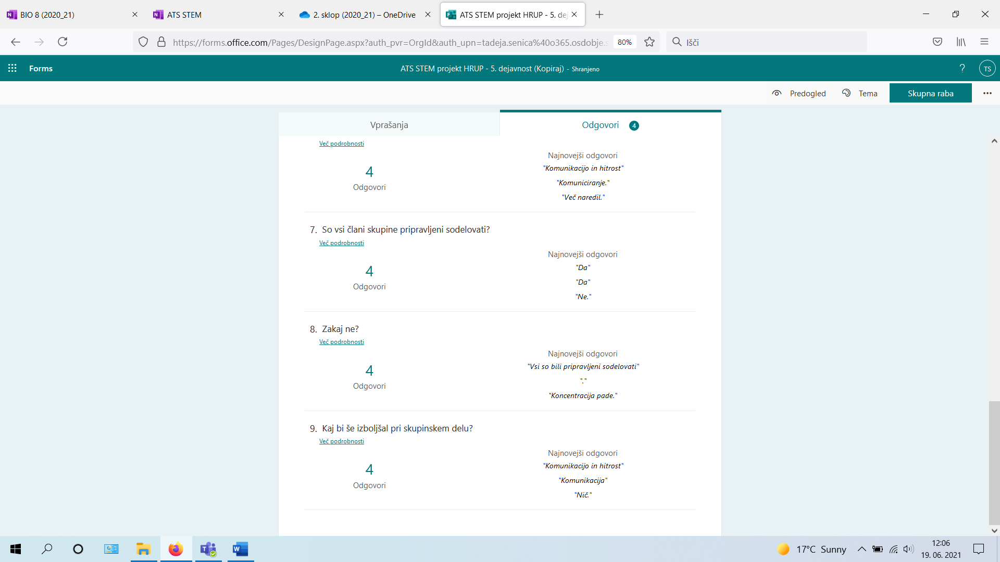 BIO 8 (2020_21)
ATS STEM
2. sklop (2020_21) – OneDrive
ATS STEM projekt HRUP - 5. dej
https://forms.office.com/Pages/DesignPage.aspx?auth_pvr=OrgId&auth_upn=tadeja.senica%40o365.osdobje.s
80%
Išči
Forms
ATS STEM projekt HRUP - 5. dejavnost (Kopiraj) - Shranjeno
?
TS
Predogled
Tema
Skupna raba
Vprašanja
Odgovori 4
Več podrobnosti
4
Odgovori
Najnovejši odgovori
"Komunikacijo in hitrost"
"Komuniciranje."
"Več naredil."
7. So vsi člani skupine pripravljeni sodelovati?
Več podrobnosti
4
Odgovori
Najnovejši odgovori
"Da"
"Da"
"Ne."
8. Zakaj ne?
Več podrobnosti
4
Odgovori
Najnovejši odgovori
"Vsi so bili pripravljeni sodelovati"
"."
"Koncentracija pade."
9. Kaj bi še izboljšal pri skupinskem delu?
Več podrobnosti
4
Odgovori
Najnovejši odgovori
"Komunikacijo in hitrost"
"Komunikacija"
"Nič."
17°C Sunny
12:06
19. 06. 2021